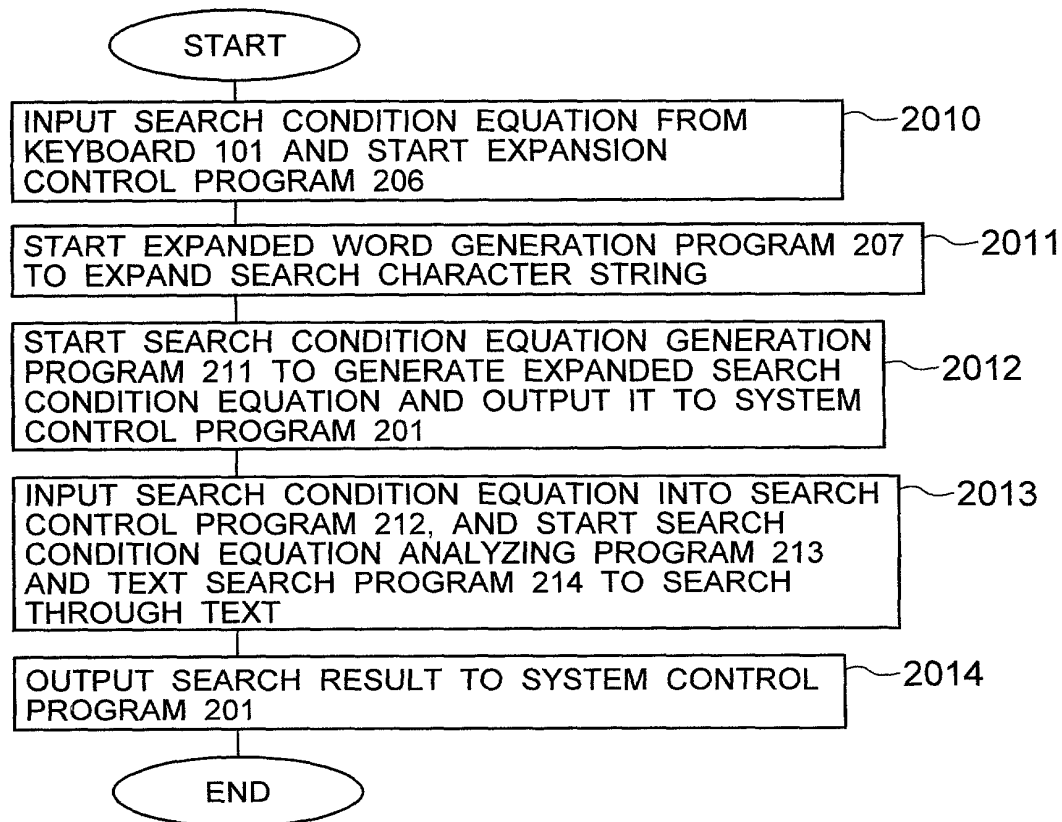 START
INPUT SEARCH CONDITION EQUATION FROM
KEYBOARD 101 AND START EXPANSION
CONTROL PROGRAM 206
2010
START EXPANDED WORD GENERATION PROGRAM 207
TO EXPAND SEARCH CHARACTER STRING
2011
START SEARCH CONDITION EQUATION GENERATION
PROGRAM 211 TO GENERATE EXPANDED SEARCH
CONDITION EQUATION AND OUTPUT IT TO SYSTEM
CONTROL PROGRAM 201
2012
INPUT SEARCH CONDITION EQUATION INTO SEARCH
CONTROL PROGRAM 212, AND START SEARCH
CONDITION EQUATION ANALYZING PROGRAM 213
AND TEXT SEARCH PROGRAM 214 TO SEARCH
THROUGH TEXT
2013
OUTPUT SEARCH RESULT TO SYSTEM CONTROL
PROGRAM 201
2014
END